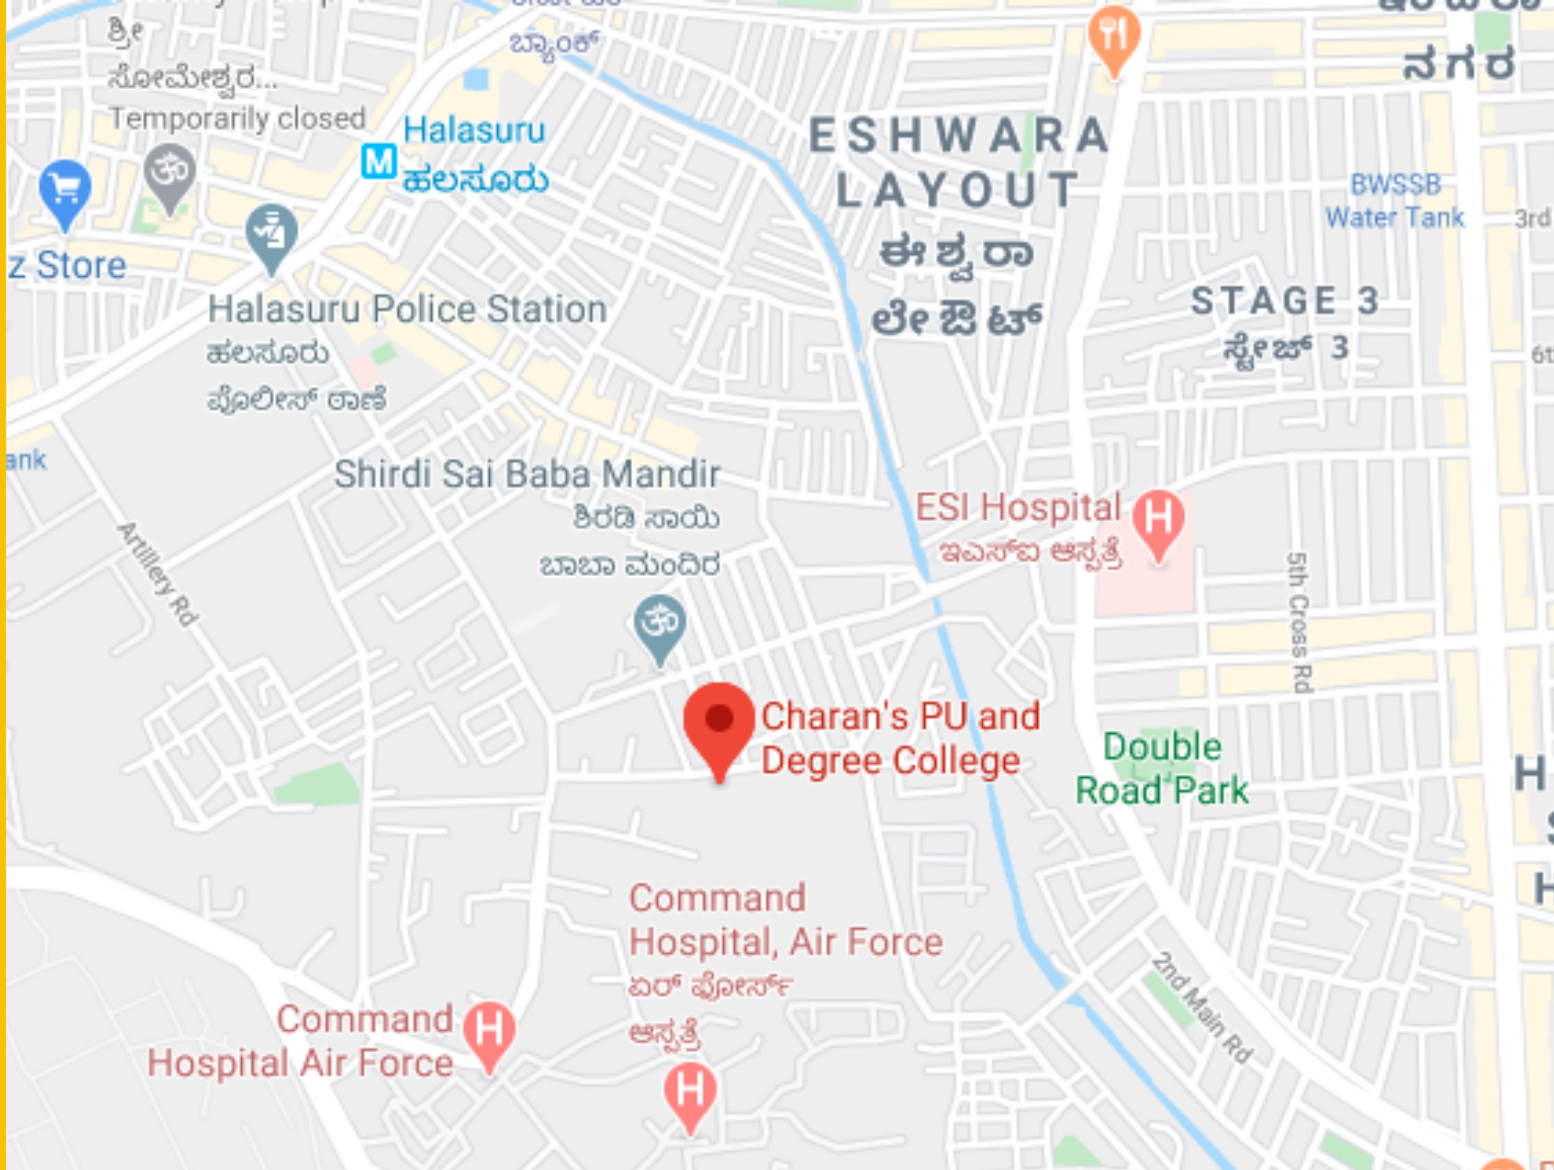 ಶ್ರೀ
ಸೋಮೇಶ್ವರ...
Temporarily closed
ಬ್ಯಾಂಕ್
Halasuru
ಹಲಸೂರು
z Store
Halasuru Police Station
ಹಲಸೂರು
ಪೊಲೀಸ್ ಠಾಣೆ
ank
Artillery Rd
Shirdi Sai Baba Mandir
ಶಿರಡಿ ಸಾಯಿ
ಬಾಬಾ ಮಂದಿರ
ESHWARA
LAYOUT
ಈಶ್ವರಾ
ಲೇಔಟ್
ನಗರ
BWSSB
Water Tank
3rd
STAGE 3
ಸ್ಟೇಜ್ 3
6t
ESI Hospital
ಇಎಸ್ಐ ಆಸ್ಪತ್ರೆ
5th Cross Rd
Charan's PU and
Degree College
Double
Road Park
H
S
H
Command
Hospital, Air Force
ಏರ್ ಫೋರ್ಸ್
ಆಸ್ಪತ್ರೆ
Command
Hospital Air Force
2nd Main Rd